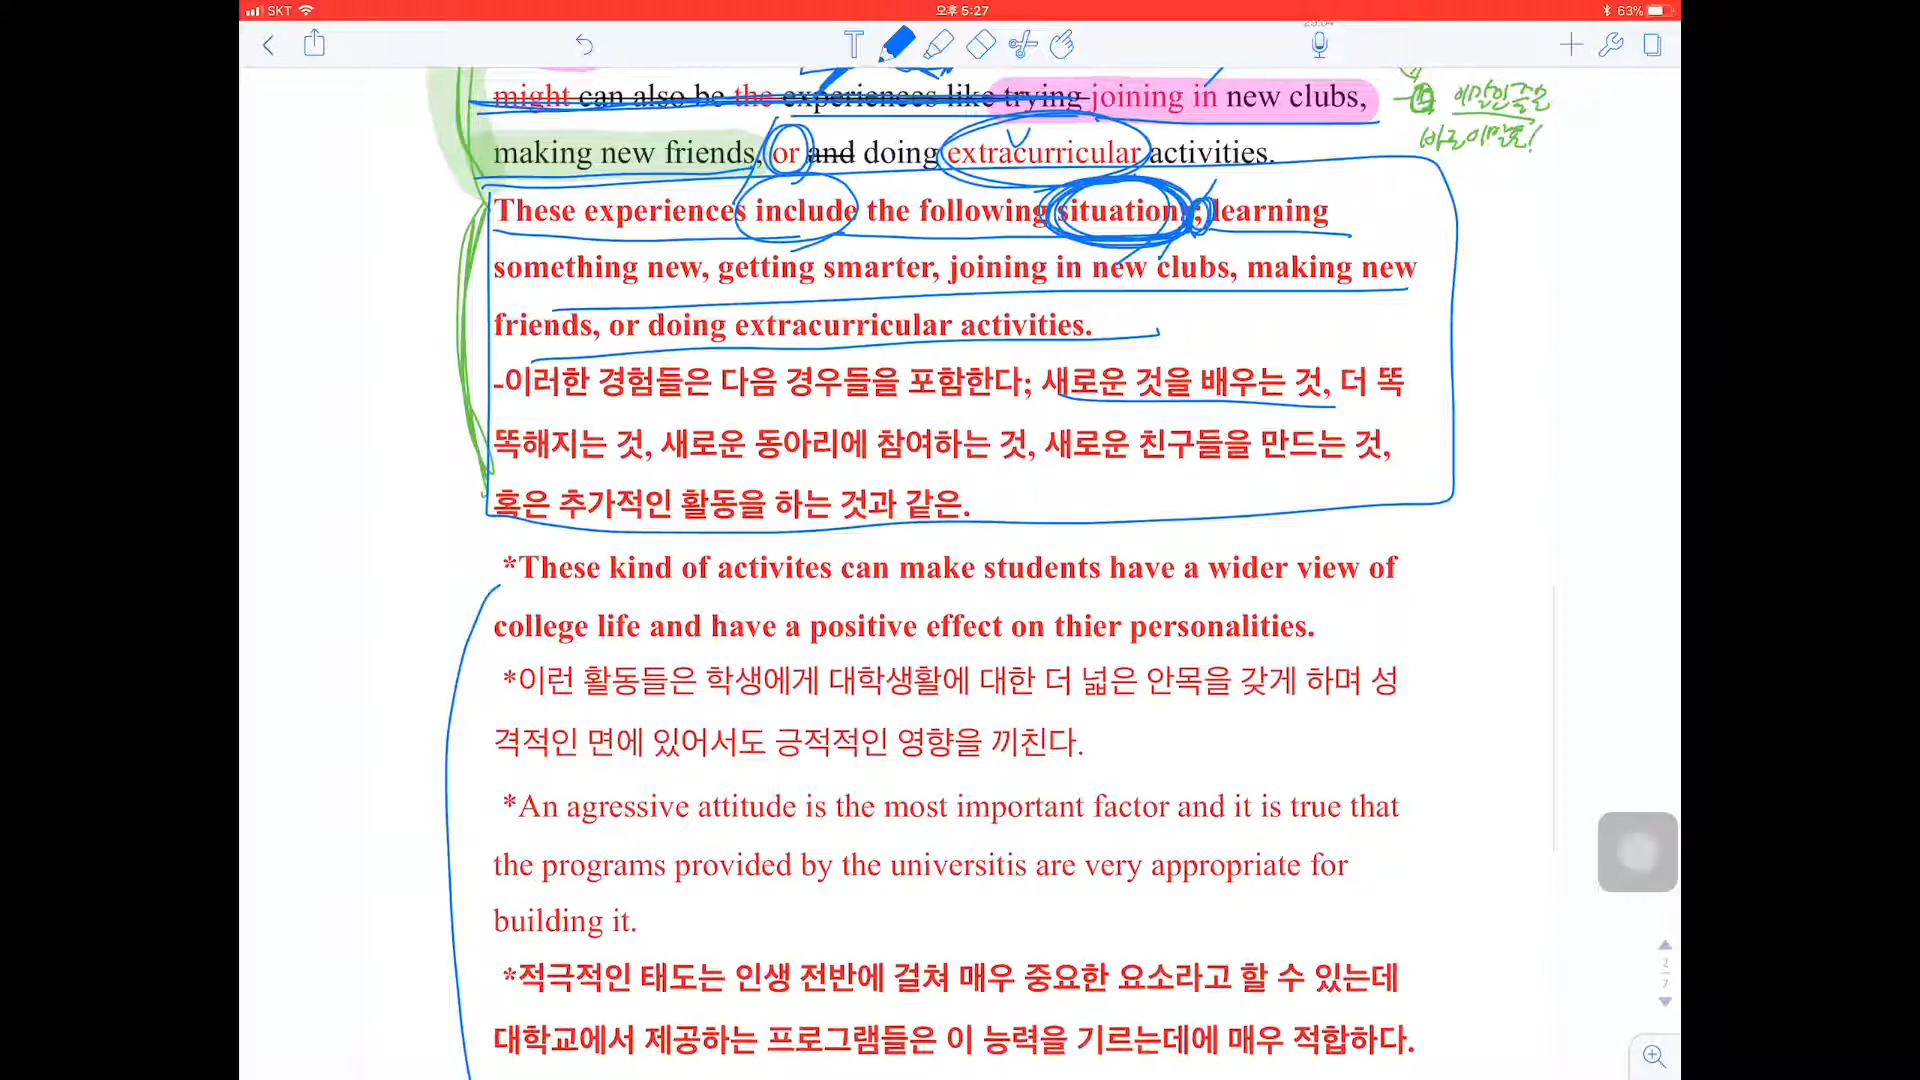 SKT 오후 5:27 63%
T
might can also be the experiences like trying joining in new clubs,
making new friends, or and doing extracurricular activities.
These experiences include the following situations; learning
something new, getting smarter, joining in new clubs, making new
friends, or doing extracurricular activities.
-이러한 경험들은 다음 경우들을 포함한다; 새로운 것을 배우는 것, 더 똑
똑해지는 것, 새로운 동아리에 참여하는 것, 새로운 친구들을 만드는 것,
혹은 추가적인 활동을 하는 것과 같은.
*These kind of activites can make students have a wider view of
college life and have a positive effect on thier personalities.
*이런 활동들은 학생에게 대학생활에 대한 더 넓은 안목을 갖게 하며 성
격적인 면에 있어서도 긍적적인 영향을 끼친다.
*An agressive attitude is the most important factor and it is true that
the programs provided by the universitis are very appropriate for
building it.
*적극적인 태도는 인생 전반에 걸쳐 매우 중요한 요소라고 할 수 있는데
대학교에서 제공하는 프로그램들은 이 능력을 기르는데에 매우 적합하다.
2
7